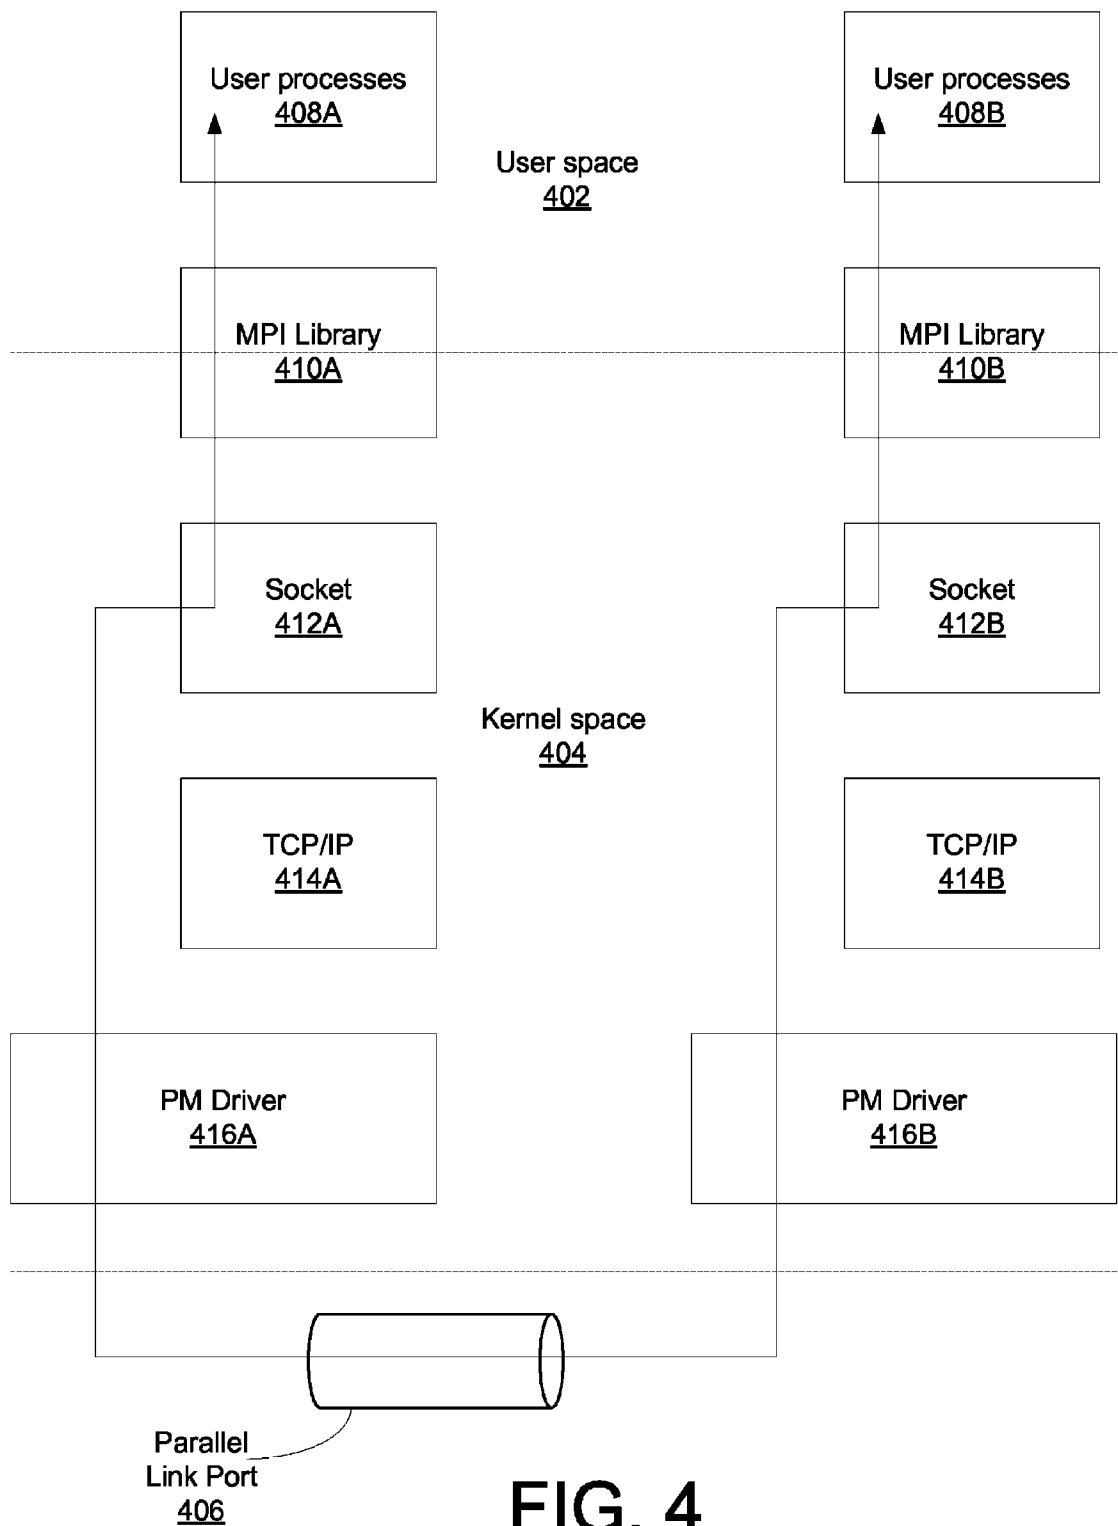 User processes
408A
User processes
408B
User space
402
MPI Library
410A
MPI Library
410B
Socket
412A
Socket
412B
Kernel space
404
TCP/IP
414A
TCP/IP
414B
PM Driver
416A
PM Driver
416B
Parallel
Link Port
406
FIG. 4